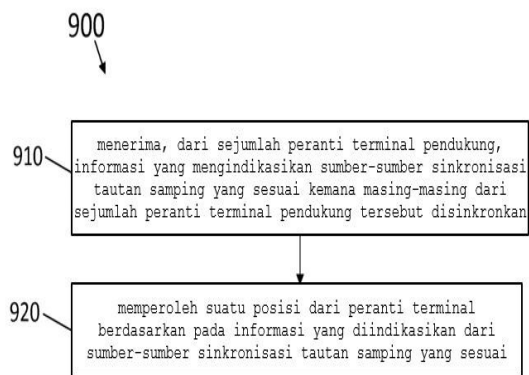 900
910
menerima, dari sejumlah peranti terminal pendukung,
informasi yang mengindikasikan sumber-sumber sinkronisasi
tautan samping yang sesuai kemana masing-masing dari
sejumlah peranti terminal pendukung tersebut disinkronkan
920
memperoleh suatu posisi dari peranti terminal
berdasarkan pada informasi yang diindikasikan dari
sumber-sumber sinkronisasi tautan samping yang sesuai